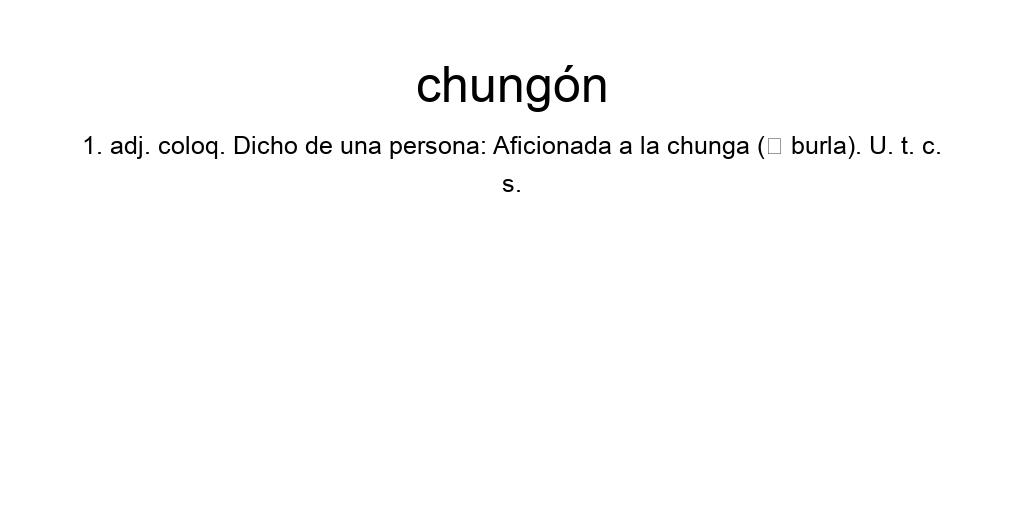 chungón
1. adj. coloq. Dicho de una persona: Aficionada a la chunga (□ burla). U. t. c.
s.